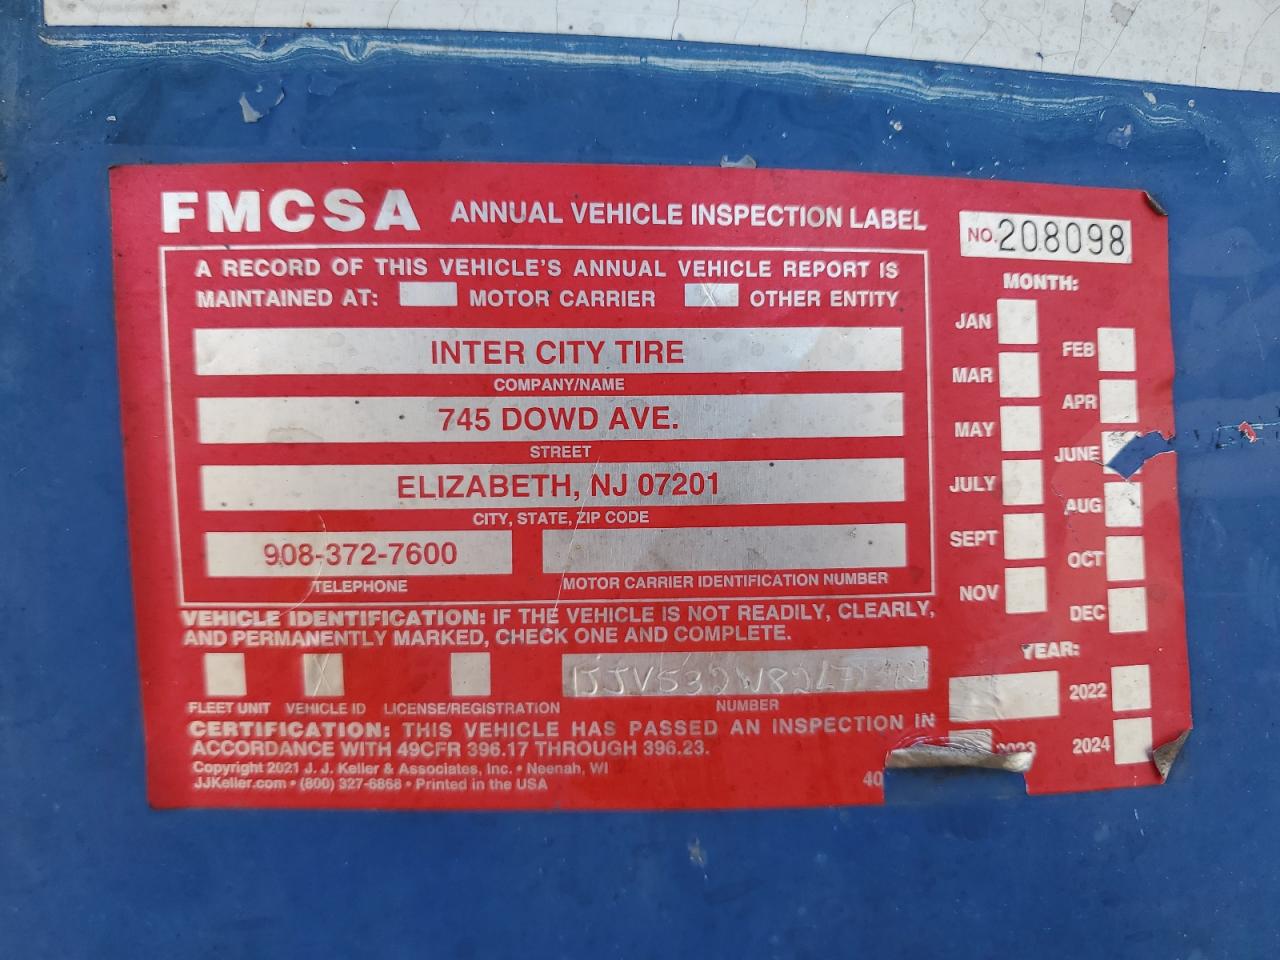 FMCSA ANNUAL VEHICLE INSPECTION LABEL
NO. 208098
A RECORD OF THIS VEHICLE'S ANNUAL VEHICLE REPORT IS
MAINTAINED AT: MOTOR CARRIER X OTHER ENTITY
INTER CITY TIRE
COMPANY/NAME
745 DOWD AVE.
STREET
ELIZABETH, NJ 07201
CITY, STATE, ZIP CODE
908-372-7600
TELEPHONE
MOTOR CARRIER IDENTIFICATION NUMBER
VEHICLE IDENTIFICATION: IF THE VEHICLE IS NOT READILY, CLEARLY,
AND PERMANENTLY MARKED, CHECK ONE AND COMPLETE.
FLEET UNIT VEHICLE ID LICENSE/REGISTRATION NUMBER
CERTIFICATION: THIS VEHICLE HAS PASSED AN INSPECTION IN
ACCORDANCE WITH 49CFR 396.17 THROUGH 396.23.
Copyright 2021 J. J. Keller & Associates, Inc. • Neenah, WI
JJKeller.com • (800) 327-6868 • Printed in the USA
40
MONTH:
JAN
FEB
MAR
APR
MAY
JUNE
JULY
AUG
SEPT
OCT
NOV
DEC
YEAR:
2022
2023
2024